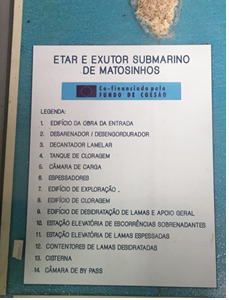 ETAR E EXUTOR SUBMARINO
DE MATOSINHOS
Co-financiado pelo
FUNDO DE COESÃO
LEGENDA:
1. EDIFÍCIO DA OBRA DA ENTRADA
2. DESARENADOR / DESENGORDURADOR
3. DECANTADOR LAMELAR
4. TANQUE DE CLORAGEM
5. CÂMARA DE CARGA
6. ESPESSADORES
7. EDIFÍCIO DE EXPLORAÇÃO .
8. EDIFÍCIO DE CLORAGEM
9. EDIFÍCIO DE DESIDRATAÇÃO DE LAMAS E APOIO GERAL
10. ESTAÇÃO ELEVATÓRIA DE ESCORRÊNCIAS SOBRENADANTES
11. ESTAÇÃO ELEVATÓRIA DE LAMAS ESPESSADAS
12. CONTENTORES DE LAMAS DESIDRATADAS
13. CISTERNA
14. CÂMARA DE BY PASS